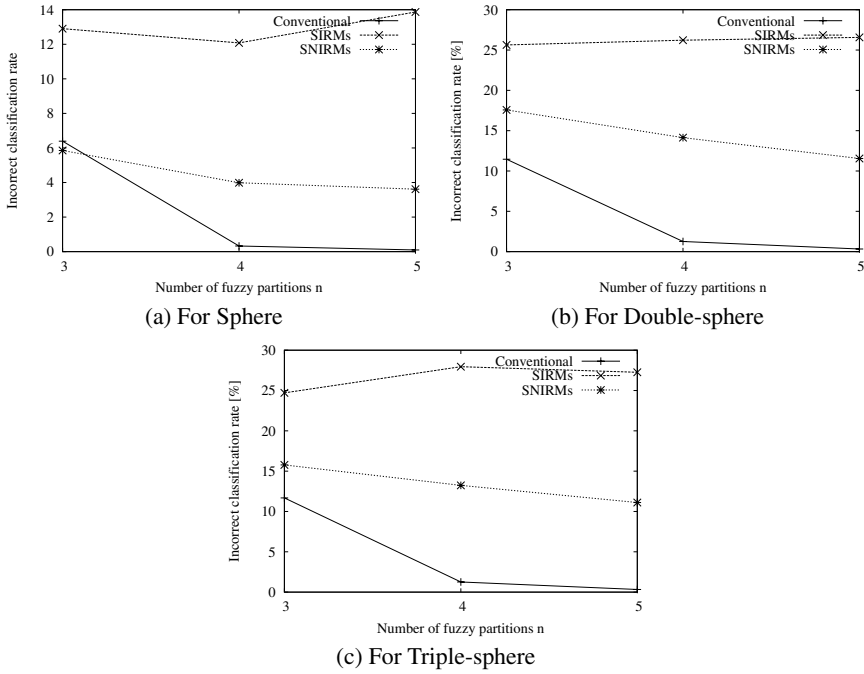 14
12
10
8
6
4
2
0
Incorrect classification rate
Conventional
SIRMs
SNIRMs
3 4 5
Number of fuzzy partitions n
(a) For Sphere
30
25
20
15
10
5
0
Incorrect classification rate [%]
Conventional
SIRMs
SNIRMs
3 4 5
Number of fuzzy partitions n
(b) For Double-sphere
30
25
20
15
10
5
0
Incorrect classification rate [%]
Conventional
SIRMs
SNIRMs
3 4 5
Number of fuzzy partitions n
(c) For Triple-sphere